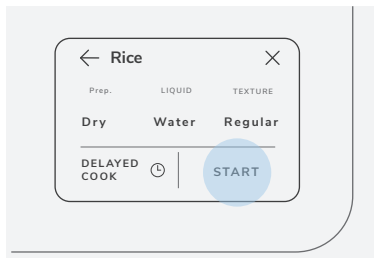 Rice
Prep. LIQUID TEXTURE
Dry Water Regular
DELAYED
COOK
START